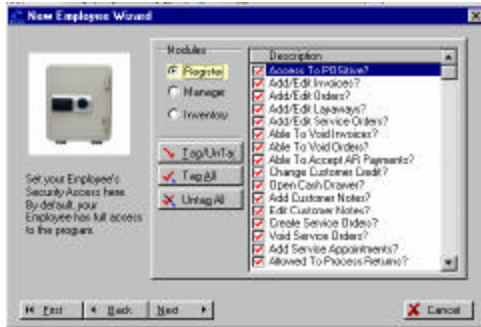 New Employee Wizard
Modules
Register
Manager
Inventory
Tag/UnTag
Tag All
Untag All
Description
Access To POSitive?
Add/Edit Invoices?
Add/Edit Orders?
Add/Edit Layaways?
Add/Edit Service Orders?
Able To Void Invoices?
Able To Void Orders?
Able To Accept AR Payments?
Change Customer Credit?
Open Cash Drawer?
Add Customer Notes?
Edit Customer Notes?
Create Service Orders?
Void Service Orders?
Add Service Appointments?
Allowed To Process Returns?
Set your Employee's
Security Access here.
By default, your
Employee has full access
to the program.
First
Back
Next
Cancel